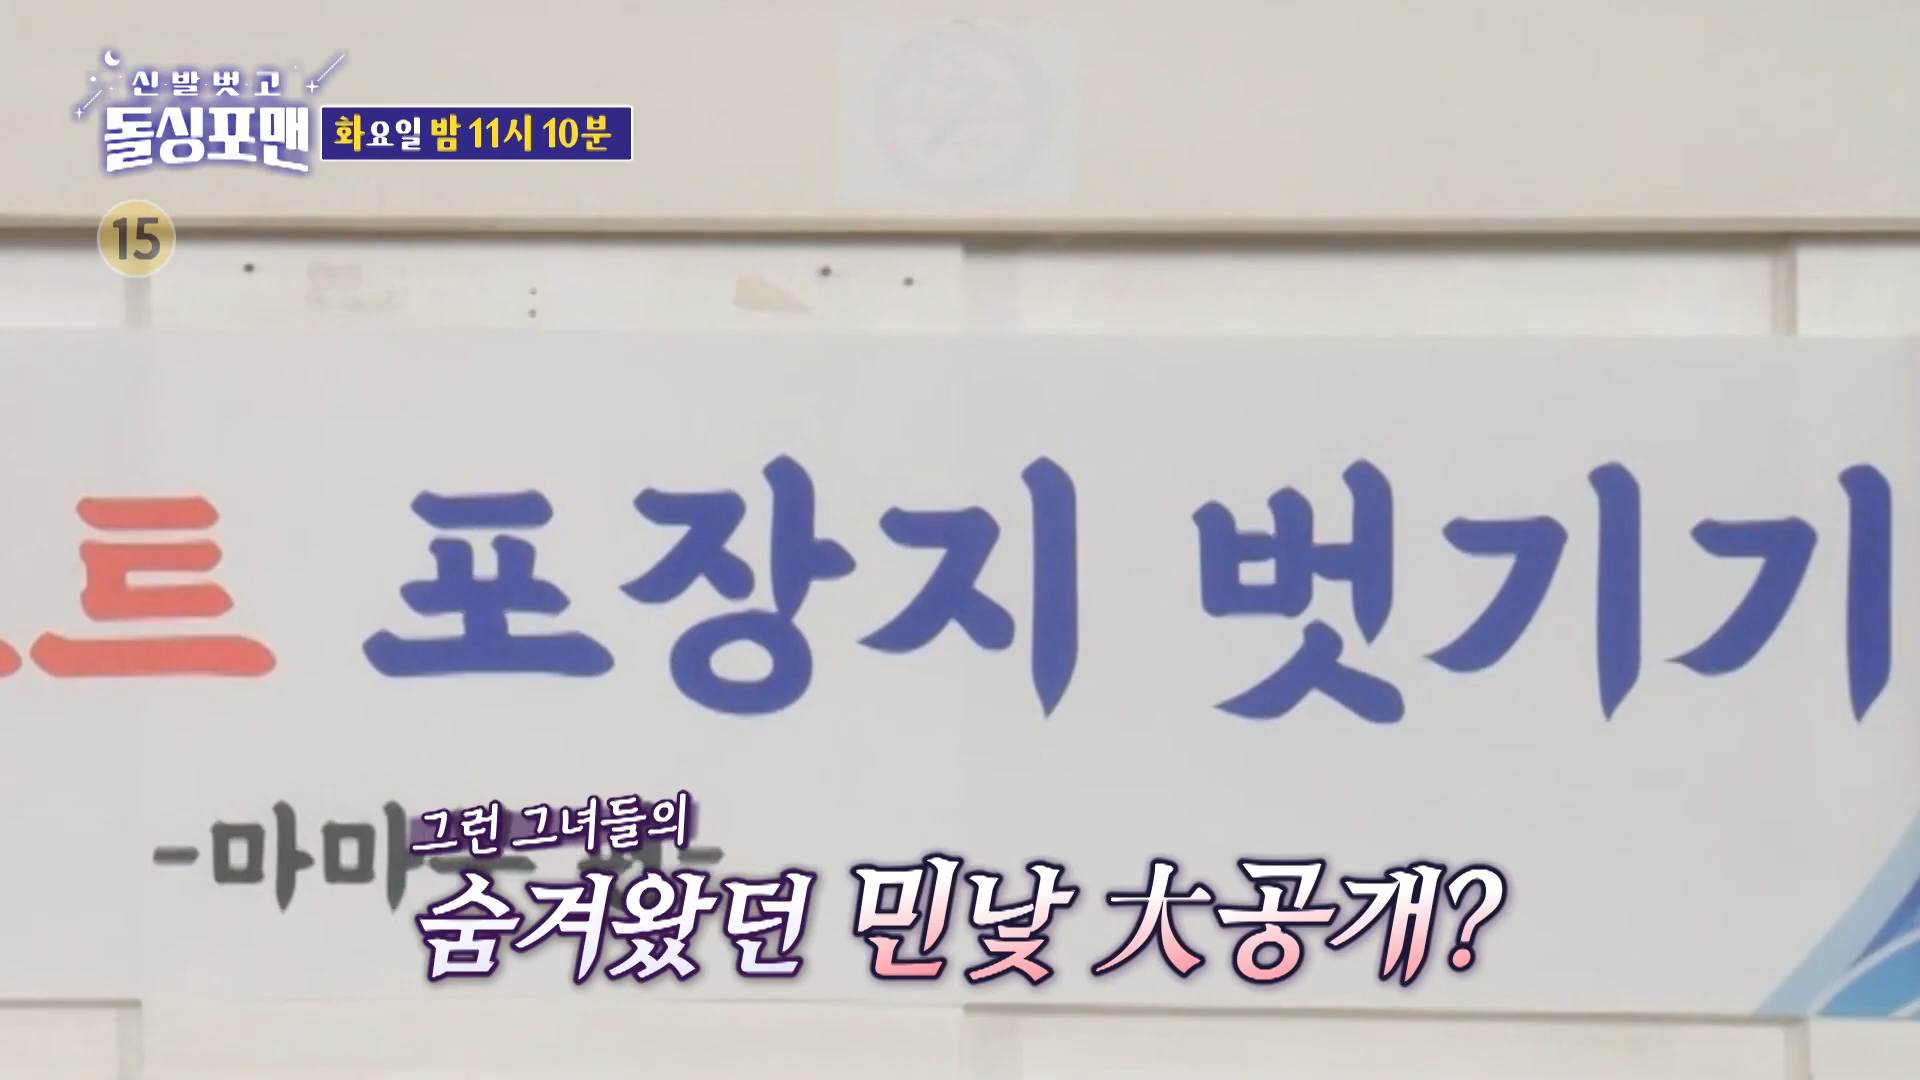 신·발·벗·고
돌싱포맨
화요일 밤 11시 10분
15
트 포장지 벗기기
-마마
그런 그녀들의
숨겨왔던 민낯 大공개?